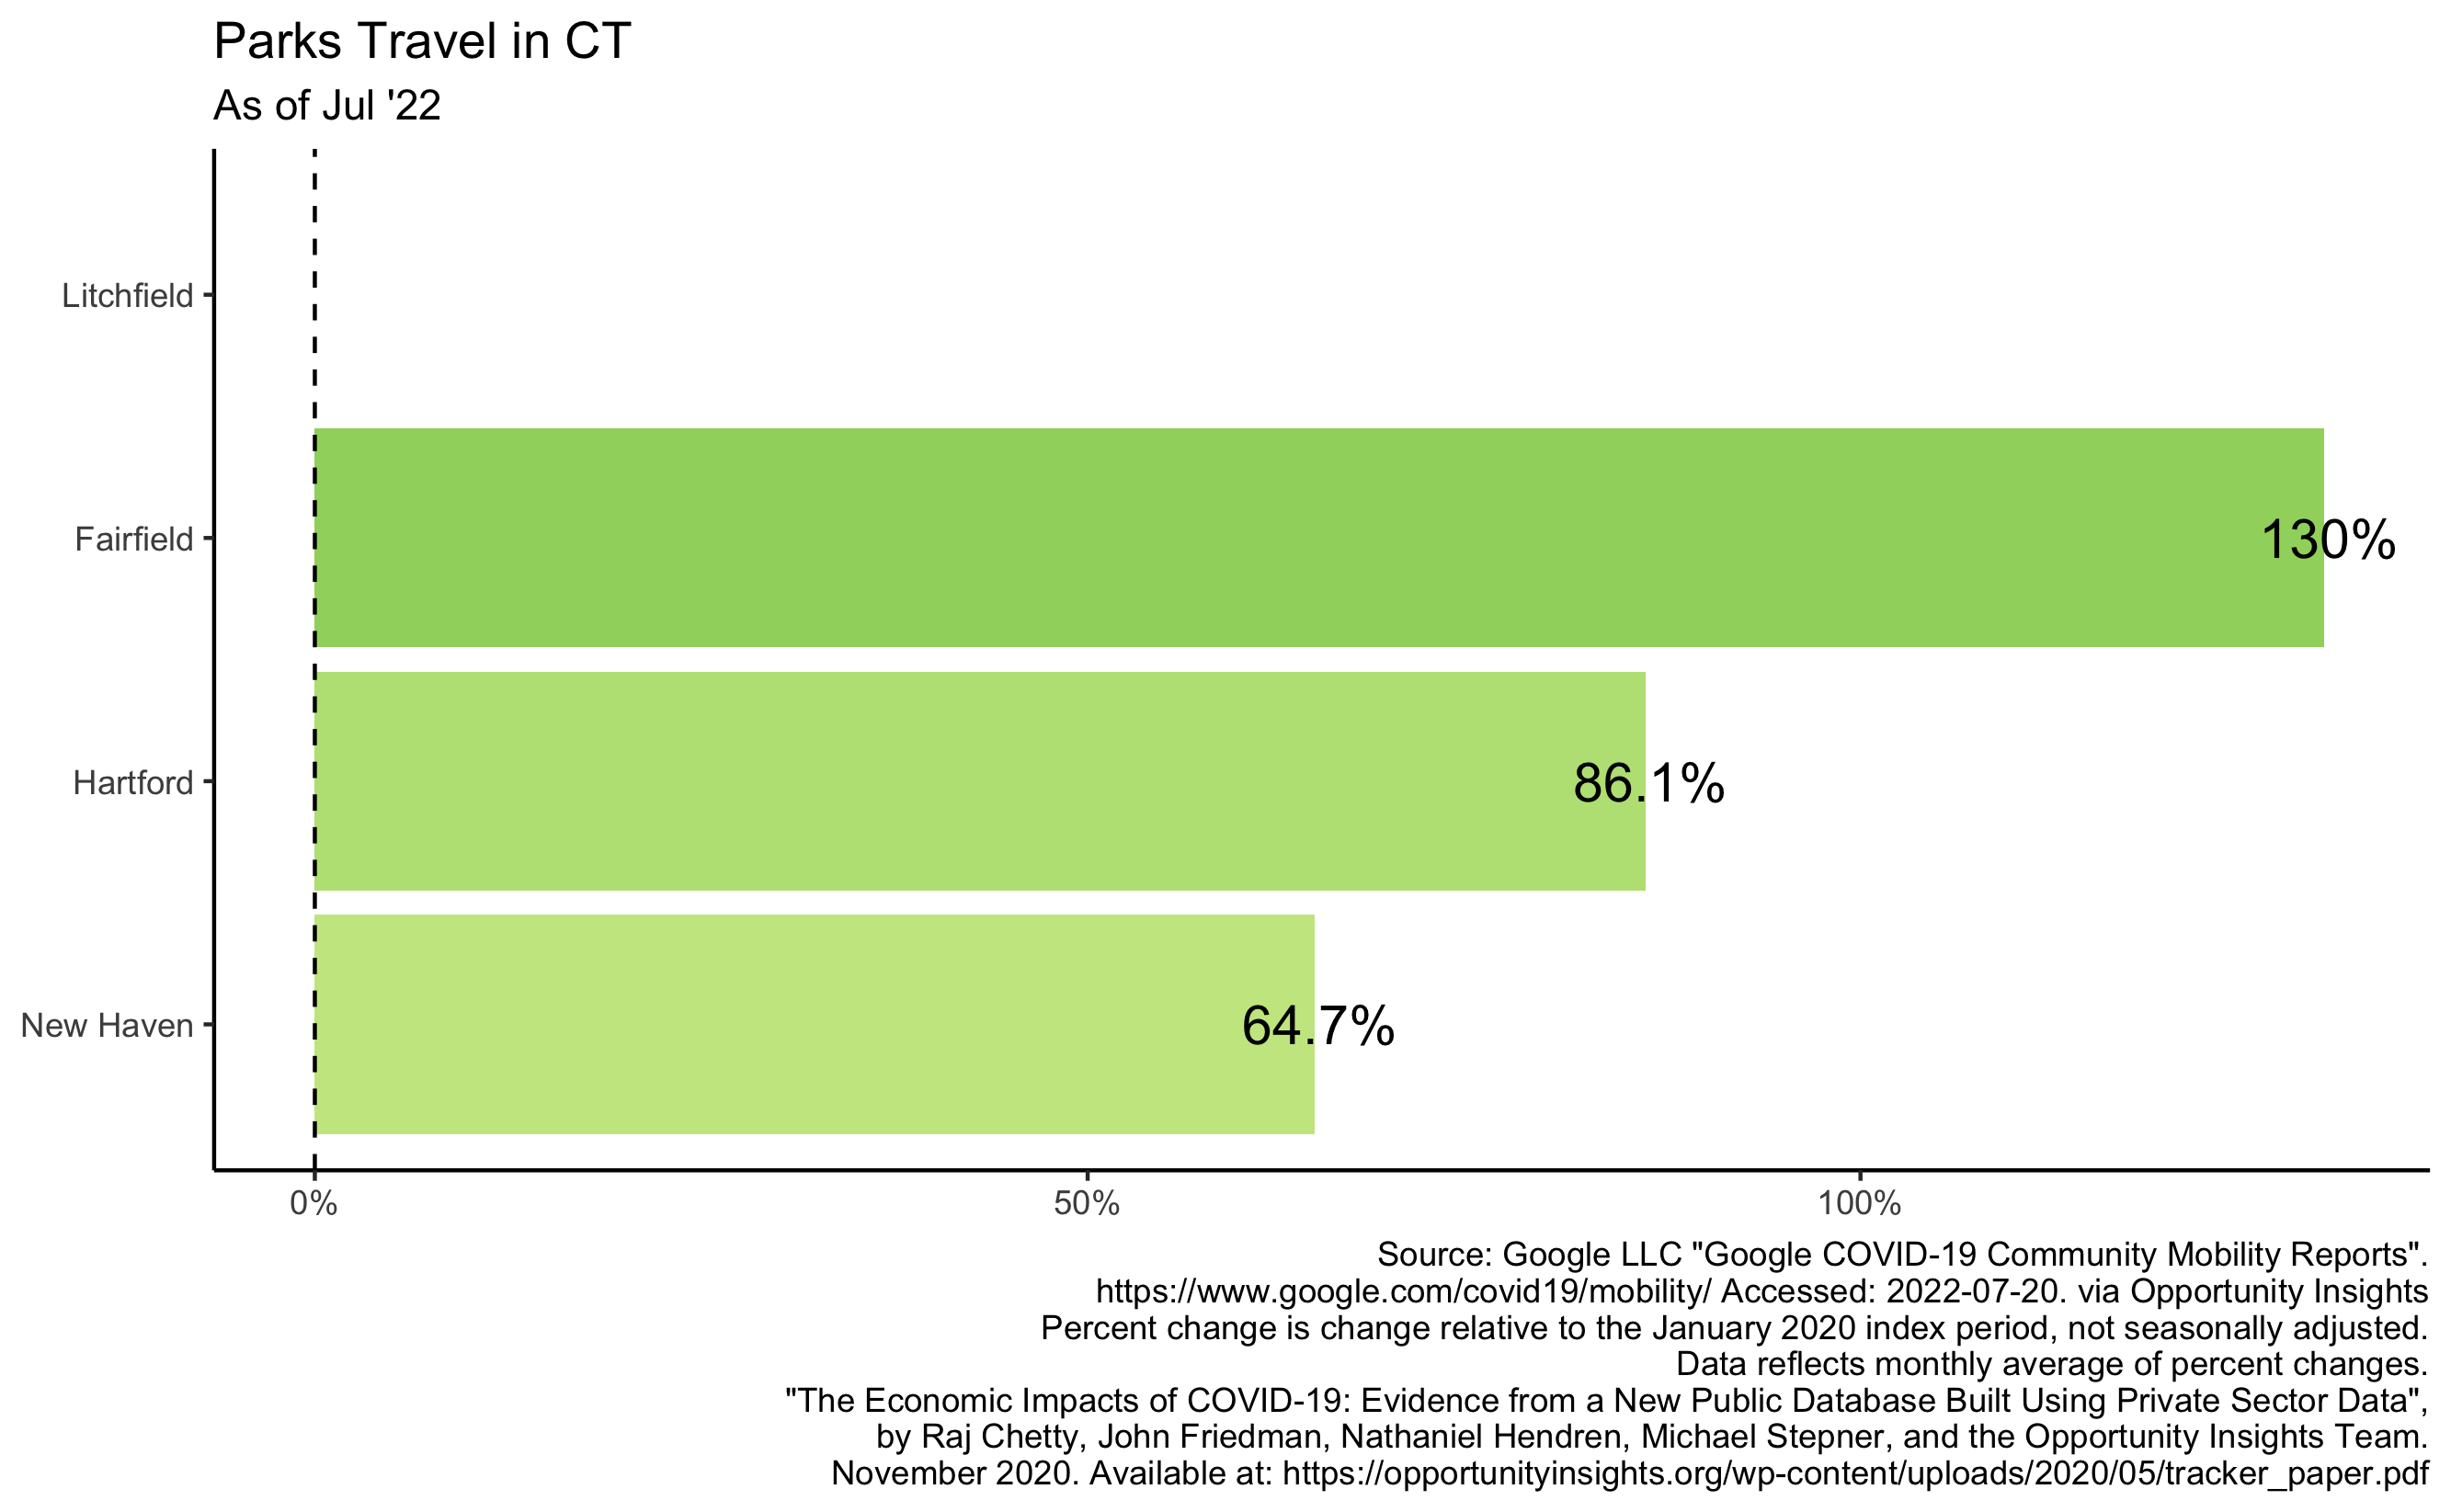 Parks Travel in CT
As of Jul '22
Litchfield
Fairfield
130%
Hartford
86.1%
New Haven
64.7%
0%
50%
100%
Source: Google LLC "Google COVID-19 Community Mobility Reports".
https://www.google.com/covid19/mobility/ Accessed: 2022-07-20. via Opportunity Insights
Percent change is change relative to the January 2020 index period, not seasonally adjusted.
Data reflects monthly average of percent changes.
"The Economic Impacts of COVID-19: Evidence from a New Public Database Built Using Private Sector Data",
by Raj Chetty, John Friedman, Nathaniel Hendren, Michael Stepner, and the Opportunity Insights Team.
November 2020. Available at: https://opportunityinsights.org/wp-content/uploads/2020/05/tracker_paper.pdf